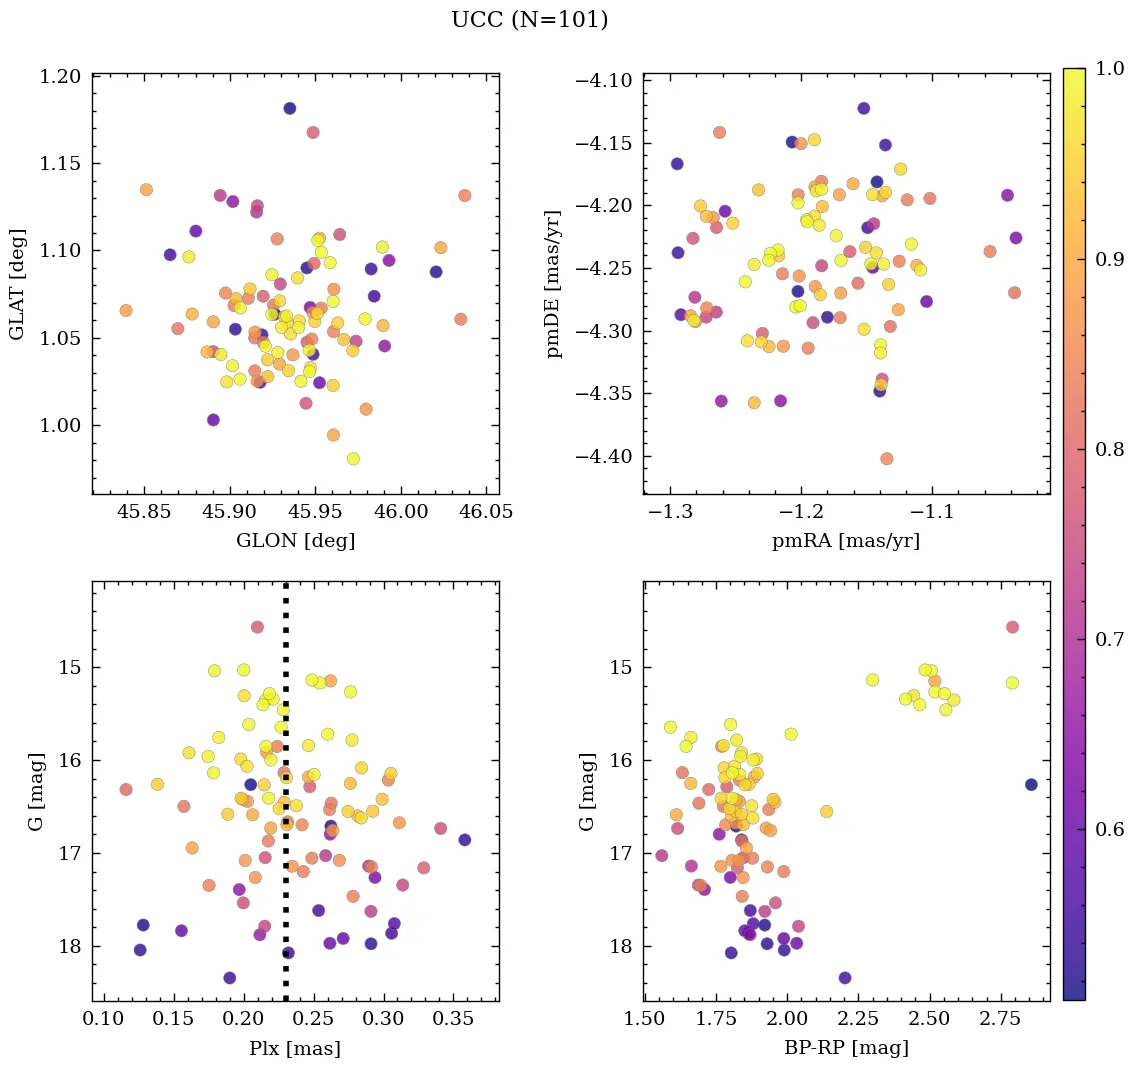 UCC (N=101)
1.20
1.15
1.10
1.05
1.00
GLAT [deg]
45.85 45.90 45.95 46.00 46.05
GLON [deg]
−4.10
−4.15
−4.20
−4.25
−4.30
−4.35
−4.40
pmDE [mas/yr]
−1.3 −1.2 −1.1
pmRA [mas/yr]
1.0
0.9
0.8
0.7
0.6
15
16
17
18
G [mag]
0.10 0.15 0.20 0.25 0.30 0.35
Plx [mas]
15
16
17
18
G [mag]
1.50 1.75 2.00 2.25 2.50 2.75
BP-RP [mag]